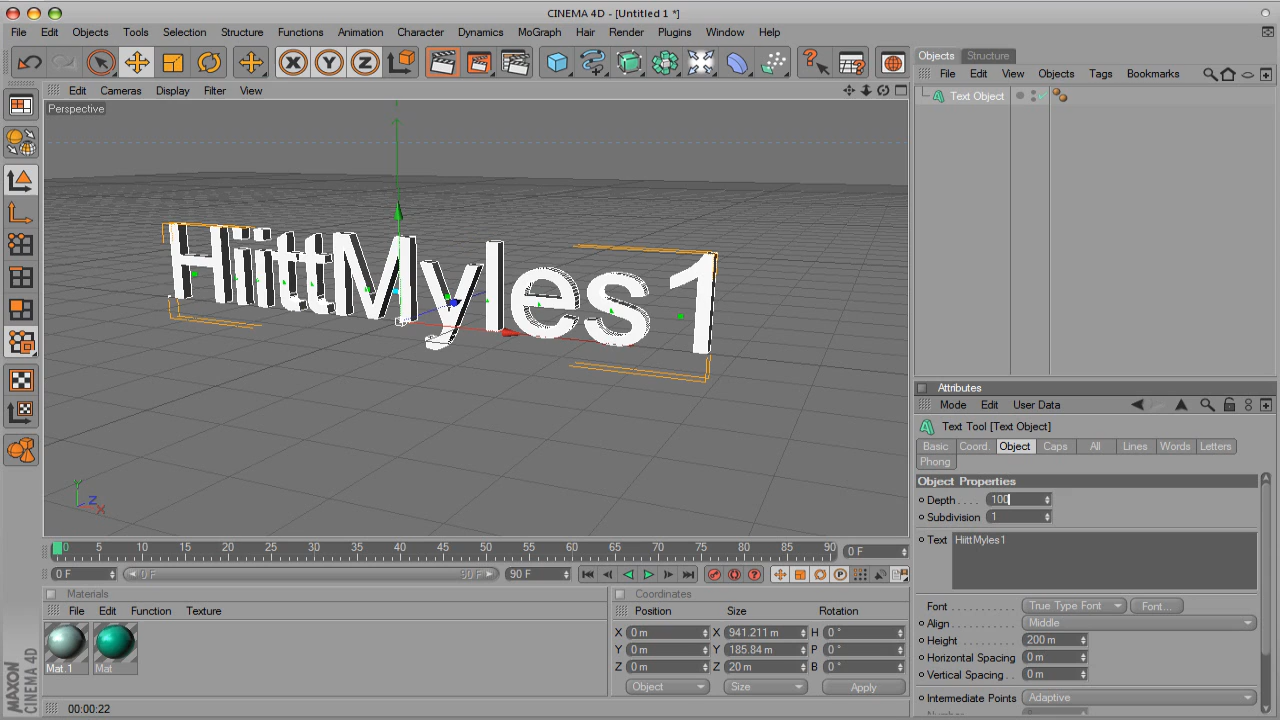 CINEMA 4D - [Untitled 1 *]
File Edit Objects Tools Selection Structure Functions Animation Character Dynamics MoGraph Hair Render Plugins Window Help
Objects Structure
File Edit View Objects Tags Bookmarks
Text Object
Edit Cameras Display Filter View
Perspective
HiittMyles1
Y
Z
X
Attributes
Mode Edit User Data
Text Tool [Text Object]
Basic Coord. Object Caps All Lines Words Letters
Phong
Object Properties
Depth . . . . 100
Subdivision 1
Text HiittMyles1
Font . . . . . . . . . . . True Type Font Font...
Align . . . . . . . . . . . Middle
Height . . . . . . . . . . 200 m
Horizontal Spacing 0 m
Vertical Spacing . . 0 m
Intermediate Points Adaptive
0 5 10 15 20 25 30 35 40 45 50 55 60 65 70 75 80 85 90 0 F
0 F 0 F 90 F 90 F
Materials
File Edit Function Texture
Mat.1 Mat
Coordinates
Position Size Rotation
X 0 m X 941.211 m H 0 °
Y 0 m Y 185.84 m P 0 °
Z 0 m Z 20 m B 0 °
Object Size Apply
MAXON
CINEMA 4D
00:00:22